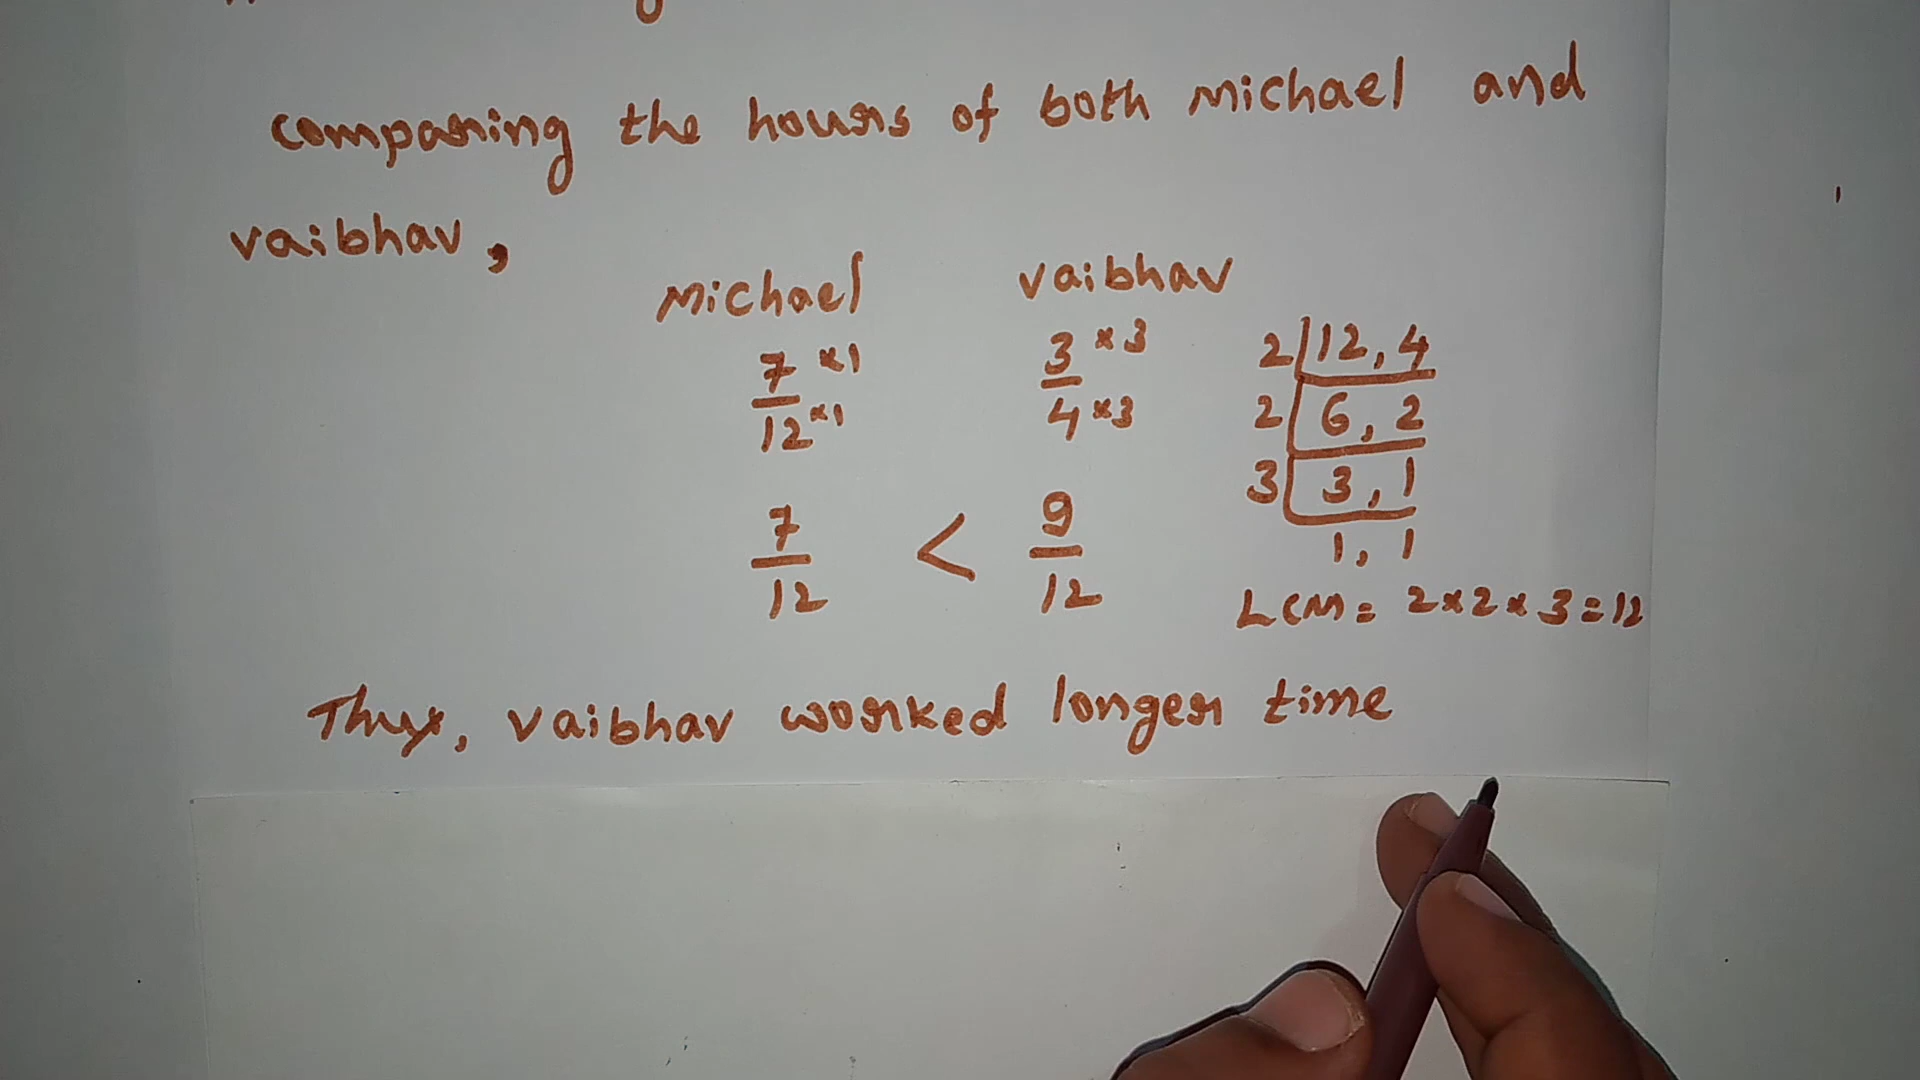 comparing the hours of both Michael and
vaibhav,
Michael vaibhav
7 ×1 3 ×3 2 12, 4
12 ×1 4 ×3 2 6, 2
3 3, 1
7 < 9 1, 1
12 12 LCM = 2×2×3=12
Thus, vaibhav worked longer time